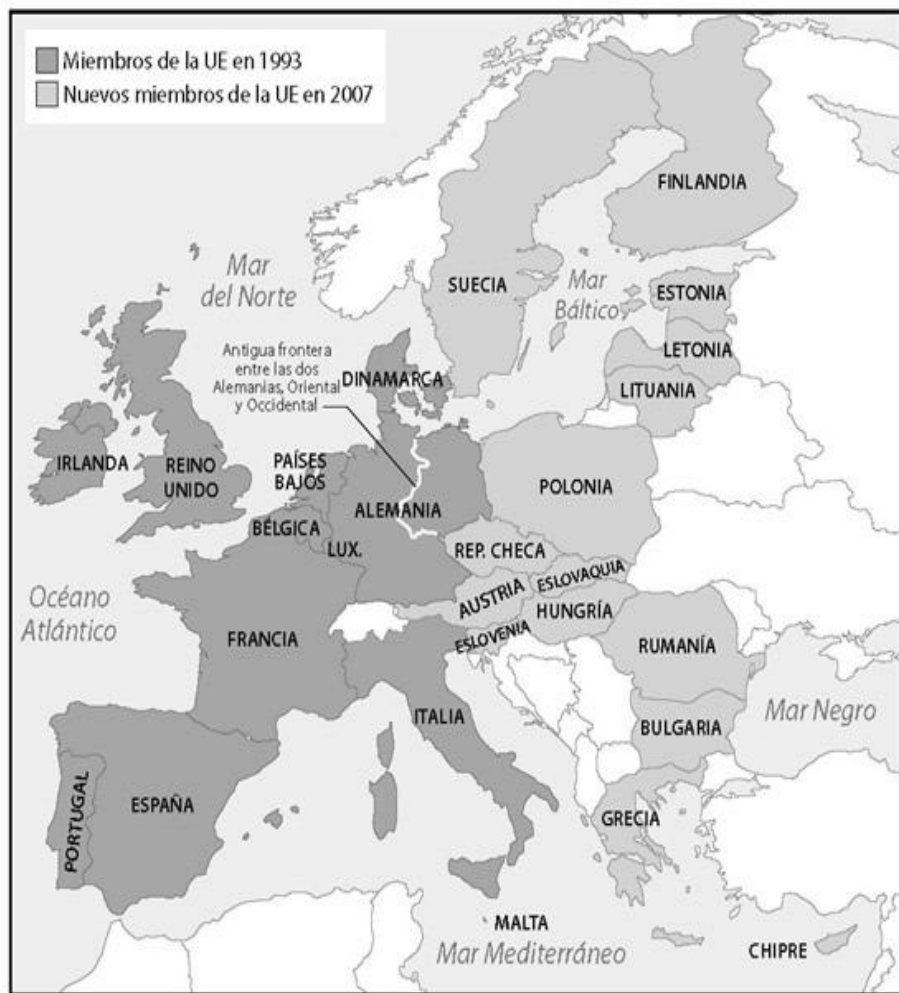 Miembros de la UE en 1993
Nuevos miembros de la UE en 2007
FINLANDIA
Mar
del Norte
SUECIA
Mar
Báltico
ESTONIA
LETONIA
LITUANIA
Antigua frontera
entre las dos
Alemanias, Oriental
y Occidental
DINAMARCA
IRLANDA
REINO
UNIDO
PAÍSES
BAJOS
ALEMANIA
POLONIA
BÉLGICA
LUX.
REP. CHECA
ESLOVAQUIA
AUSTRIA
HUNGRÍA
ESLOVENIA
Océano
Atlántico
FRANCIA
RUMANÍA
ITALIA
BULGARIA
Mar Negro
PORTUGAL
ESPAÑA
GRECIA
MALTA
Mar Mediterráneo
CHIPRE